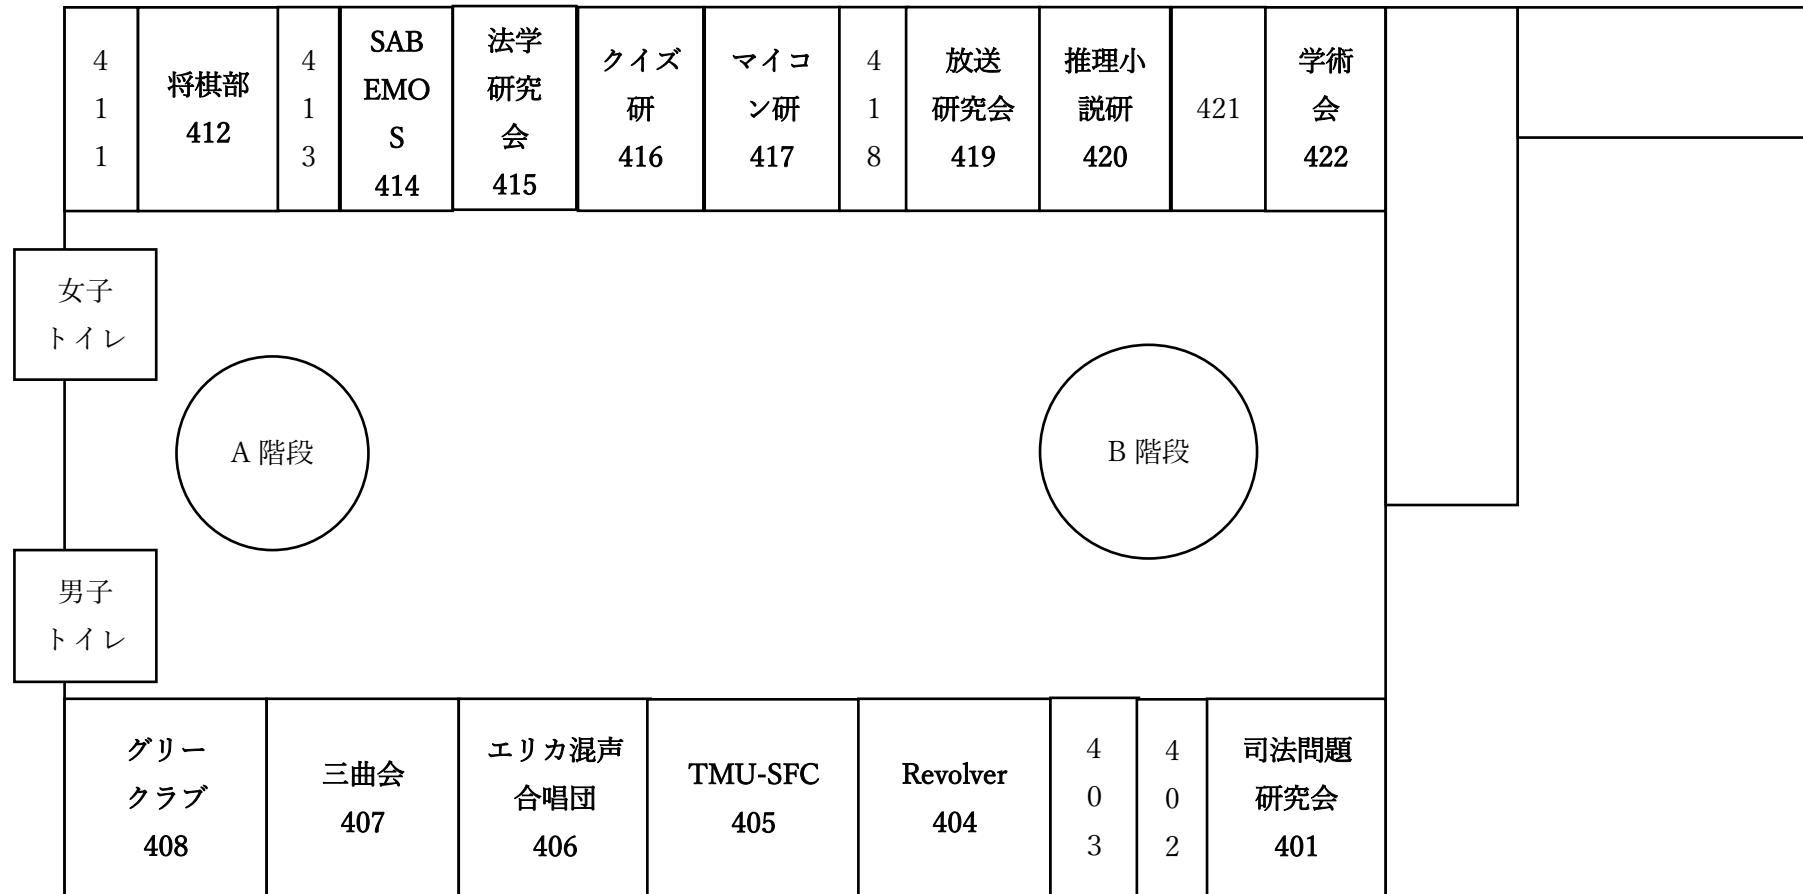 4
1
1
将棋部
412
4
1
3
SAB
EMO
S
414
法学
研究
会
415
クイズ
研
416
マイコ
ン研
417
4
1
8
放送
研究会
419
推理小
説研
420
421
学術
会
422
女子
トイレ
A 階段
B 階段
男子
トイレ
グリー
クラブ
408
三曲会
407
エリカ混声
合唱団
406
TMU-SFC
405
Revolver
404
4
0
3
4
0
2
司法問題
研究会
401